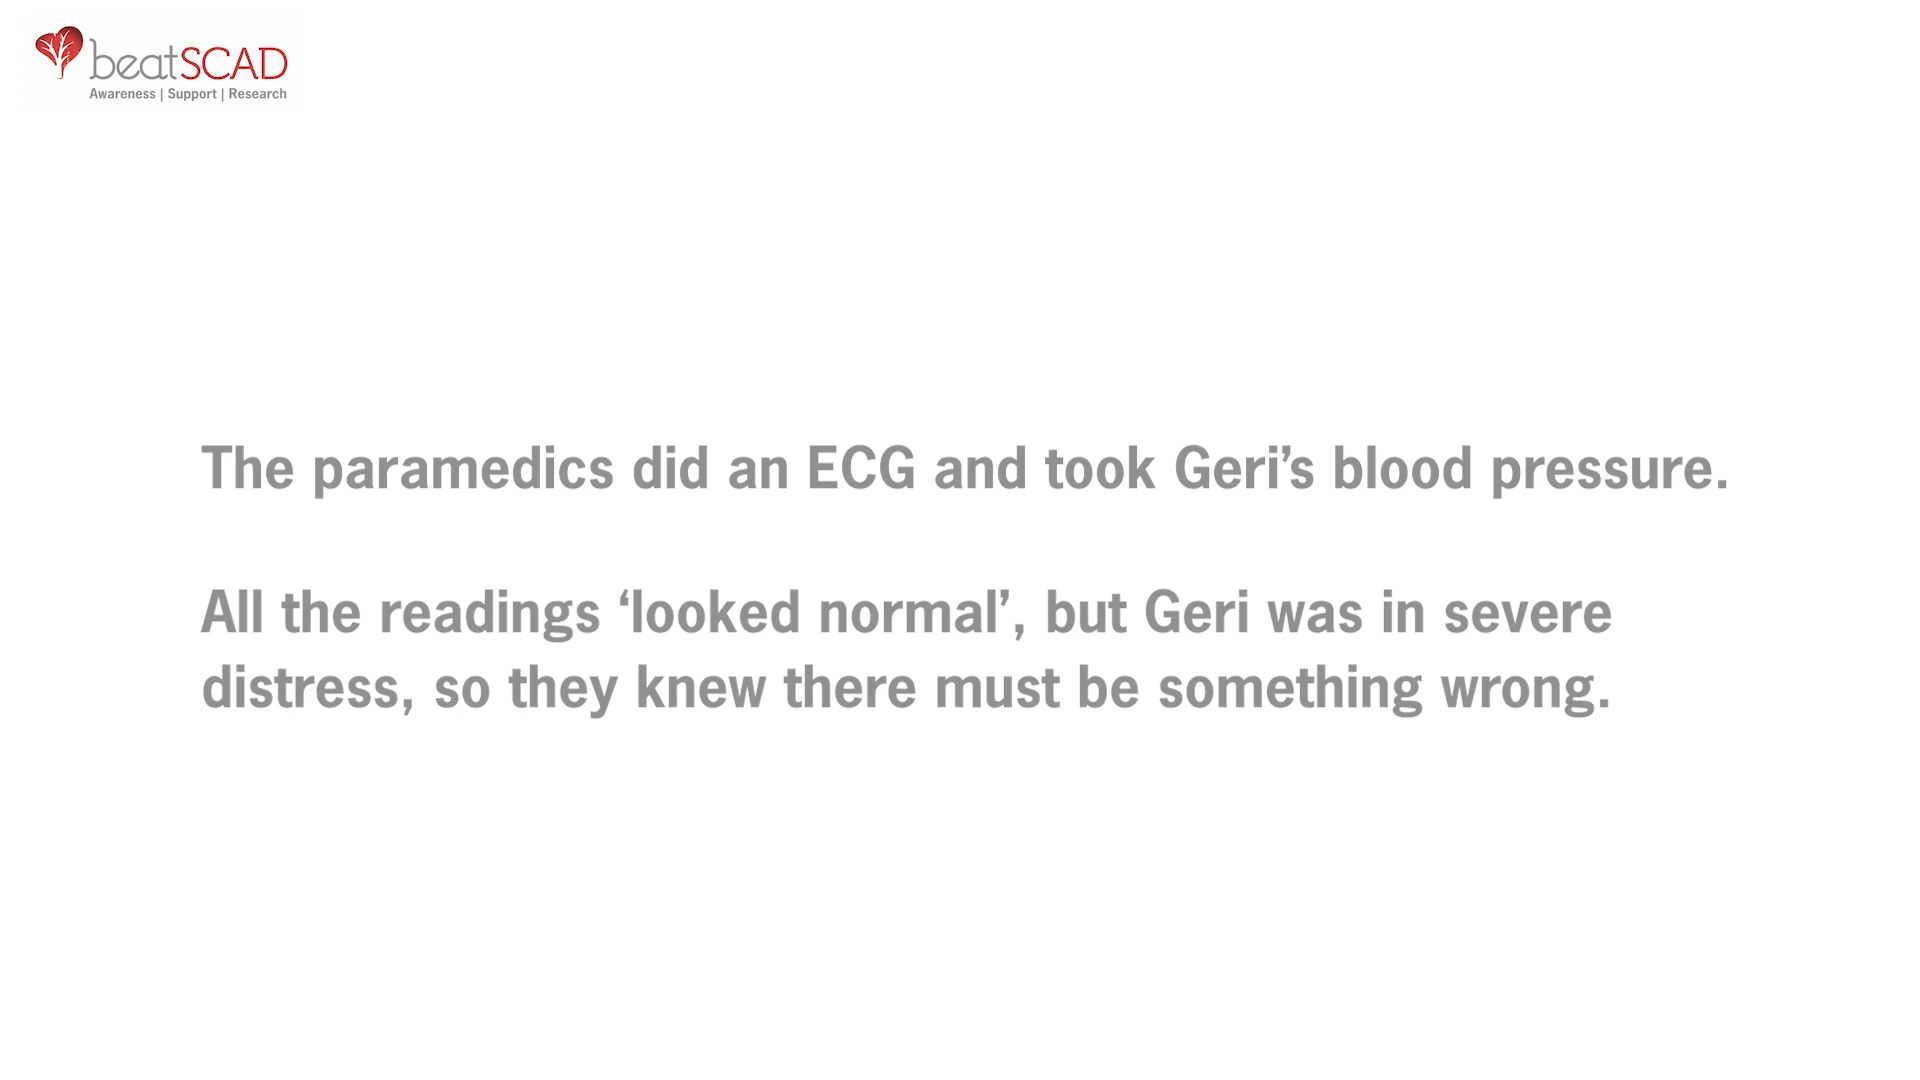 beatSCAD
Awareness | Support | Research
The paramedics did an ECG and took Geri’s blood pressure.
All the readings ‘looked normal’, but Geri was in severe
distress, so they knew there must be something wrong.